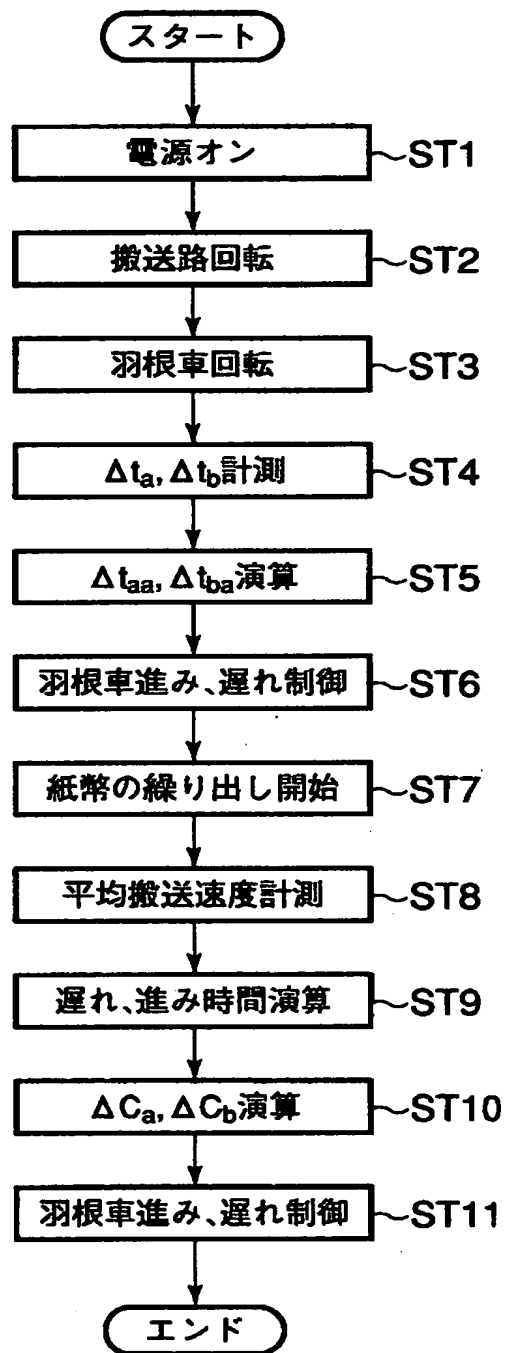 スタート
電源オン ST1
搬送路回転 ST2
羽根車回転 ST3
Δta, Δtb計測 ST4
Δtaa, Δtba演算 ST5
羽根車進み、遅れ制御 ST6
紙幣の繰り出し開始 ST7
平均搬送速度計測 ST8
遅れ、進み時間演算 ST9
ΔCa, ΔCb演算 ST10
羽根車進み、遅れ制御 ST11
エンド